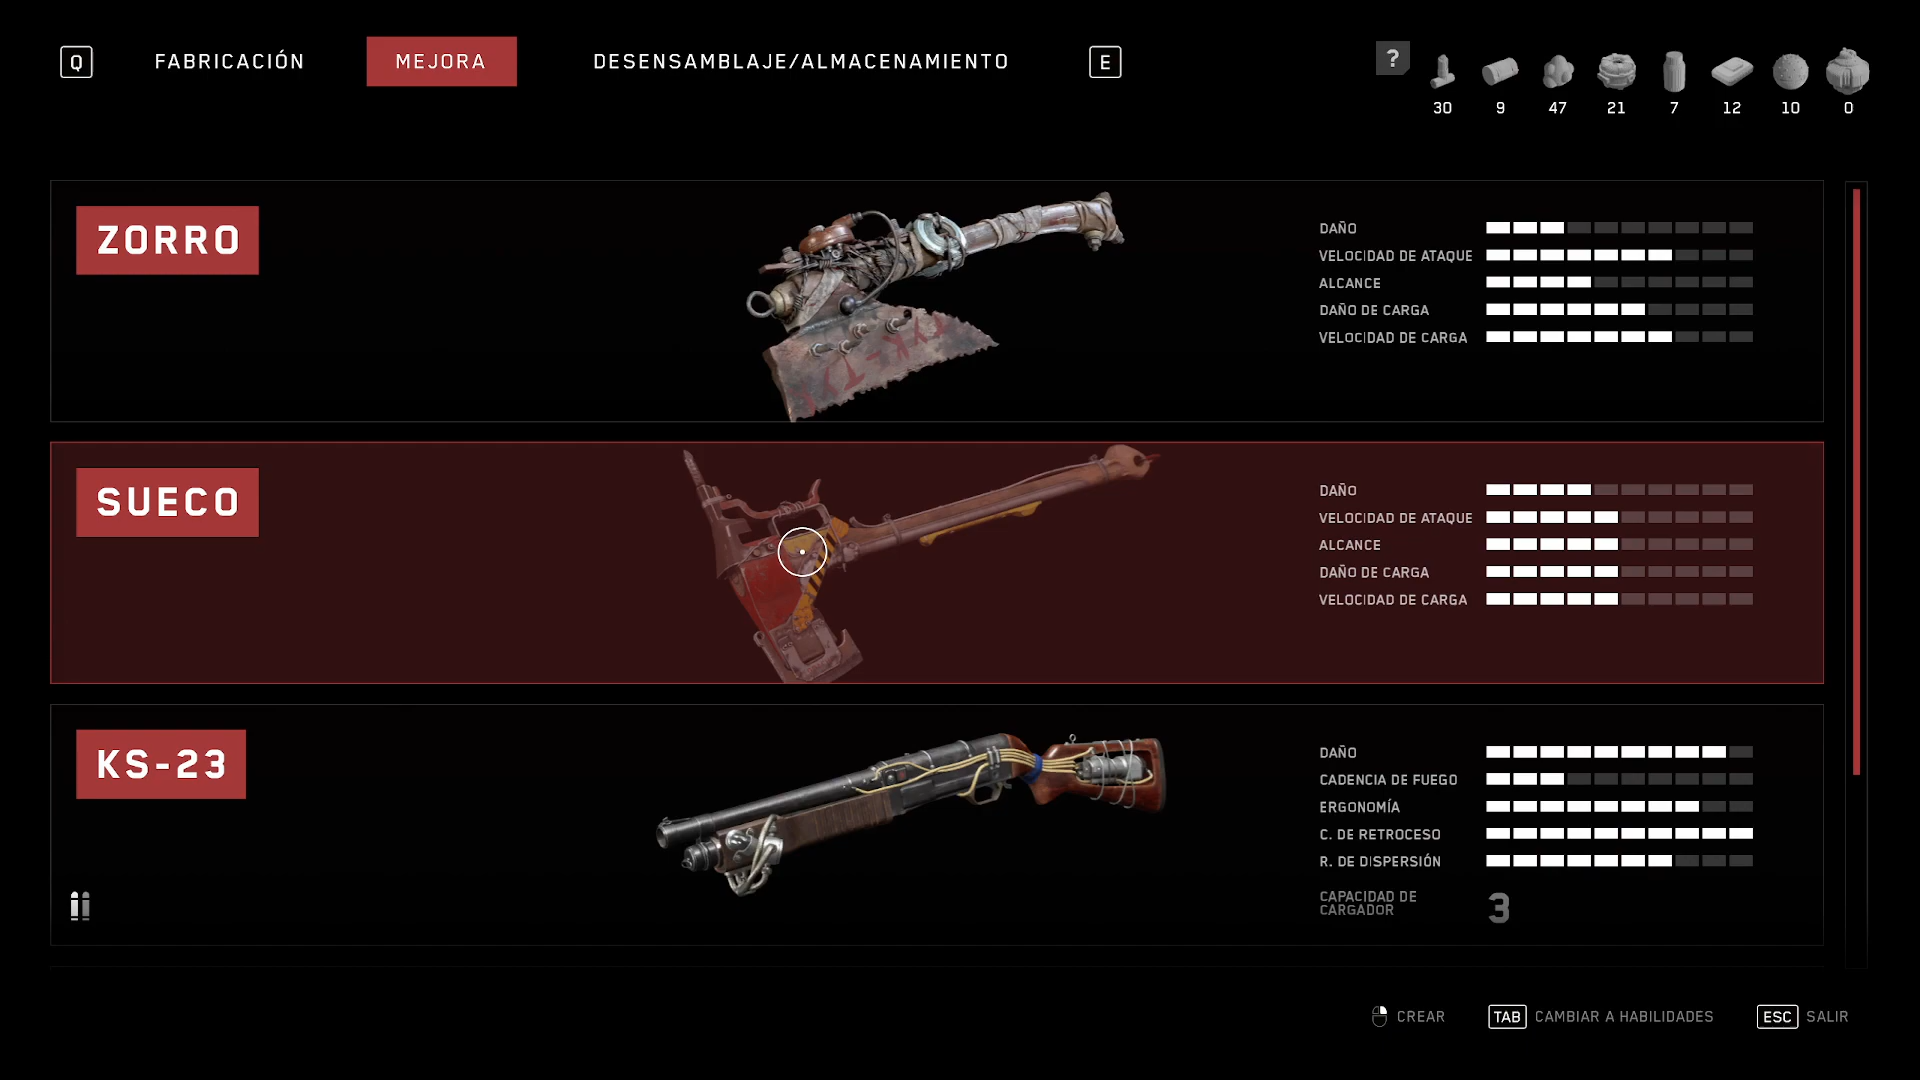 Q FABRICACIÓN MEJORA DESENSAMBLAJE/ALMACENAMIENTO E
?
30 9 47 21 7 12 10 0
ZORRO
DAÑO
VELOCIDAD DE ATAQUE
ALCANCE
DAÑO DE CARGA
VELOCIDAD DE CARGA
SUECO
DAÑO
VELOCIDAD DE ATAQUE
ALCANCE
DAÑO DE CARGA
VELOCIDAD DE CARGA
KS-23
DAÑO
CADENCIA DE FUEGO
ERGONOMÍA
C. DE RETROCESO
R. DE DISPERSIÓN
CAPACIDAD DE
CARGADOR
3
CREAR TAB CAMBIAR A HABILIDADES ESC SALIR